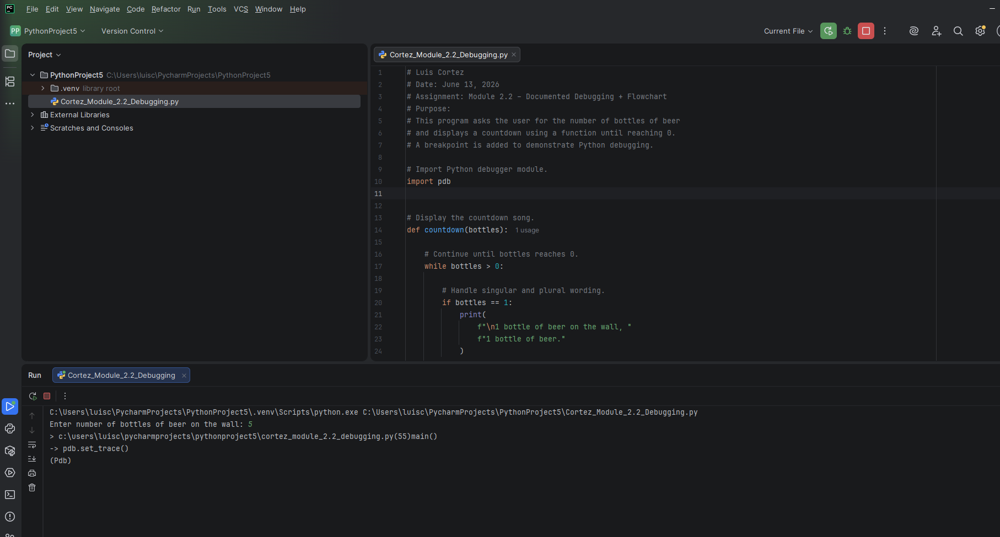 PC
File Edit View Navigate Code Refactor Run Tools VCS Window Help
PP PythonProject5 Version Control Current File
Project
PythonProject5 C:\Users\luisc\PycharmProjects\PythonProject5
.venv library root
Cortez_Module_2.2_Debugging.py
External Libraries
Scratches and Consoles
Cortez_Module_2.2_Debugging.py
1 # Luis Cortez
2 # Date: June 13, 2026
3 # Assignment: Module 2.2 – Documented Debugging + Flowchart
4 # Purpose:
5 # This program asks the user for the number of bottles of beer
6 # and displays a countdown using a function until reaching 0.
7 # A breakpoint is added to demonstrate Python debugging.
8
9 # Import Python debugger module.
10 import pdb
11
12
13 # Display the countdown song.
14 def countdown(bottles): 1 usage
15
16 # Continue until bottles reaches 0.
17 while bottles > 0:
18
19 # Handle singular and plural wording.
20 if bottles == 1:
21 print(
22 f"\n1 bottle of beer on the wall, "
23 f"1 bottle of beer."
24 )
Run Cortez_Module_2.2_Debugging
C:\Users\luisc\PycharmProjects\PythonProject5\.venv\Scripts\python.exe C:\Users\luisc\PycharmProjects\PythonProject5\Cortez_Module_2.2_Debugging.py
Enter number of bottles of beer on the wall: 5
> c:\users\luisc\pycharmprojects\pythonproject5\cortez_module_2.2_debugging.py(55)main()
-> pdb.set_trace()
(Pdb)